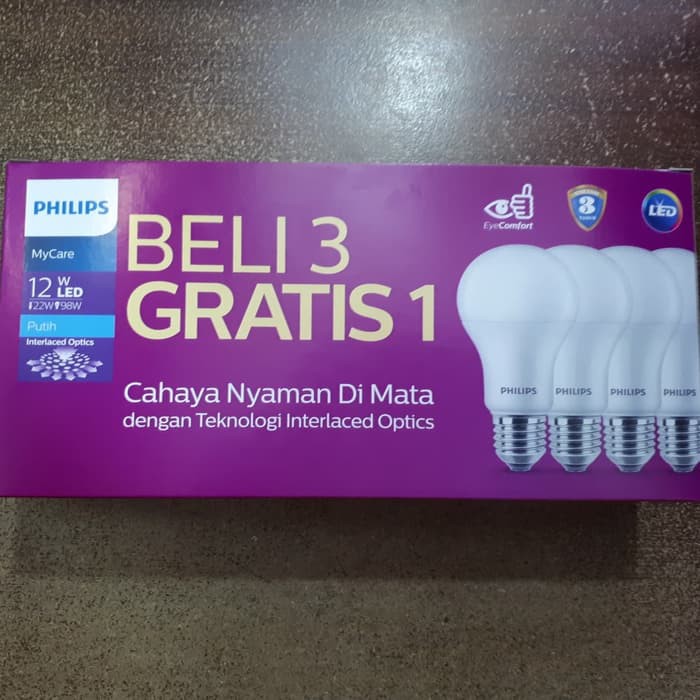 PHILIPS
MyCare
12 W LED
22W 98W
Putih
Interlaced Optics
BELI 3
GRATIS 1
Cahaya Nyaman Di Mata
dengan Teknologi Interlaced Optics
EyeComfort
3
LED
PHILIPS PHILIPS PHILIPS PHILIPS